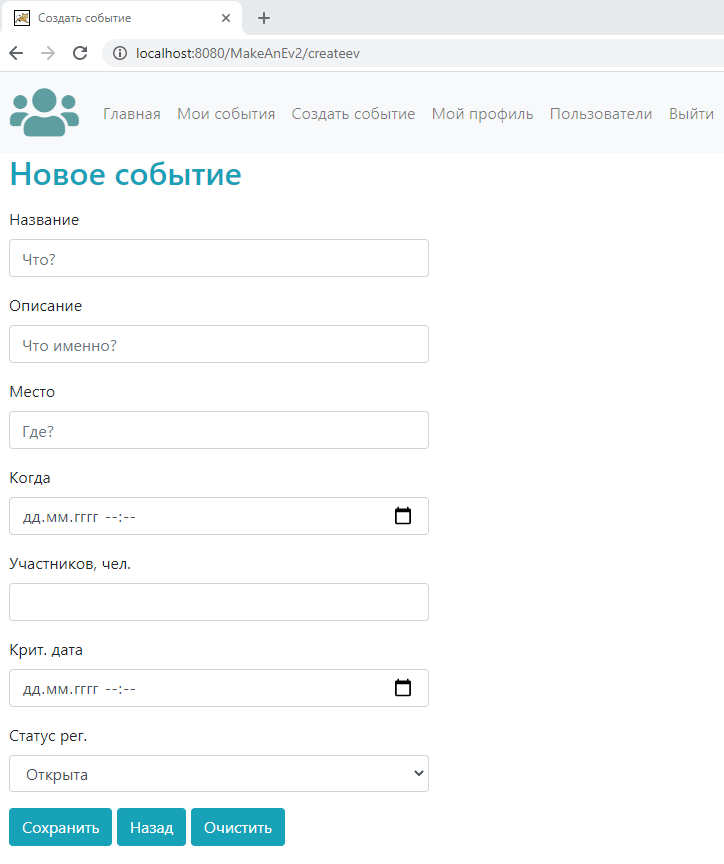 Создать событие
localhost:8080/MakeAnEv2/createev
Главная Мои события Создать событие Мой профиль Пользователи Выйти
Новое событие
Название
Что?
Описание
Что именно?
Место
Где?
Когда
дд.мм.гггг --:--
Участников, чел.
Крит. дата
дд.мм.гггг --:--
Статус рег.
Открыта
Сохранить Назад Очистить